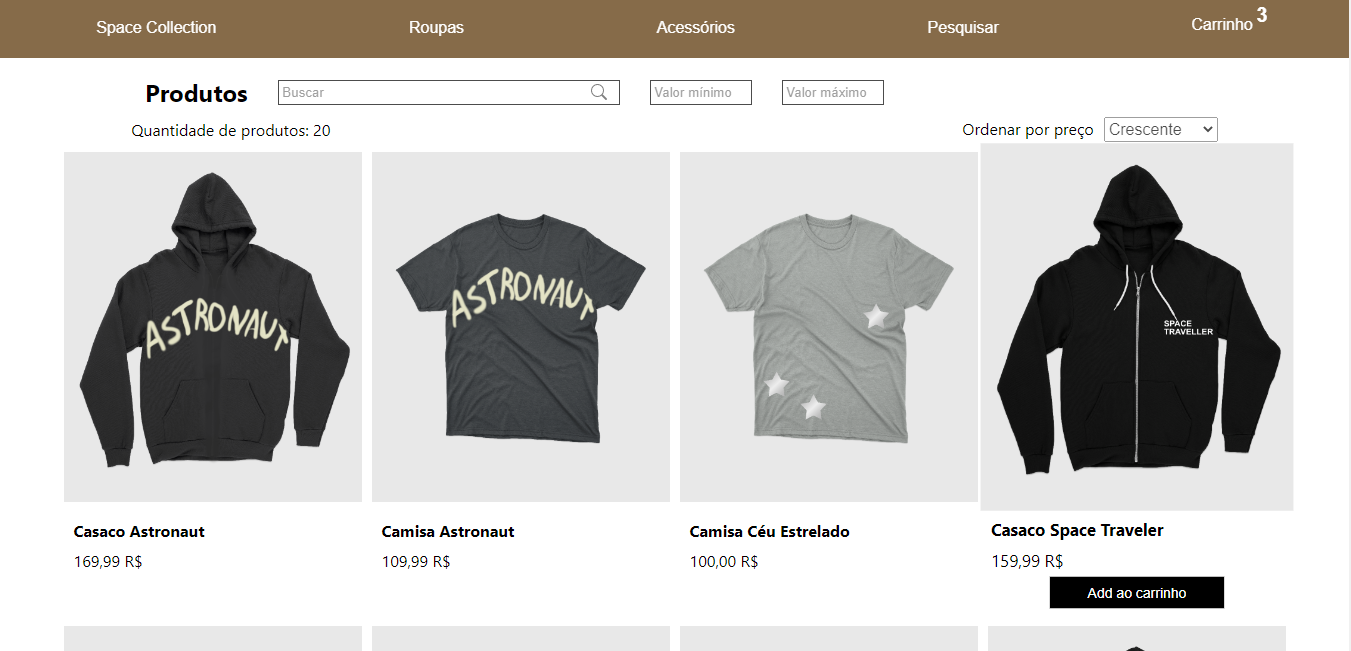 Space Collection Roupas Acessórios Pesquisar Carrinho 3
Produtos Buscar Valor mínimo Valor máximo
Quantidade de produtos: 20 Ordenar por preço Crescente
ASTRONAUT
ASTRONAUT
SPACE
TRAVELLER
Casaco Astronaut Camisa Astronaut Camisa Céu Estrelado Casaco Space Traveler
169,99 R$ 109,99 R$ 100,00 R$ 159,99 R$
Add ao carrinho